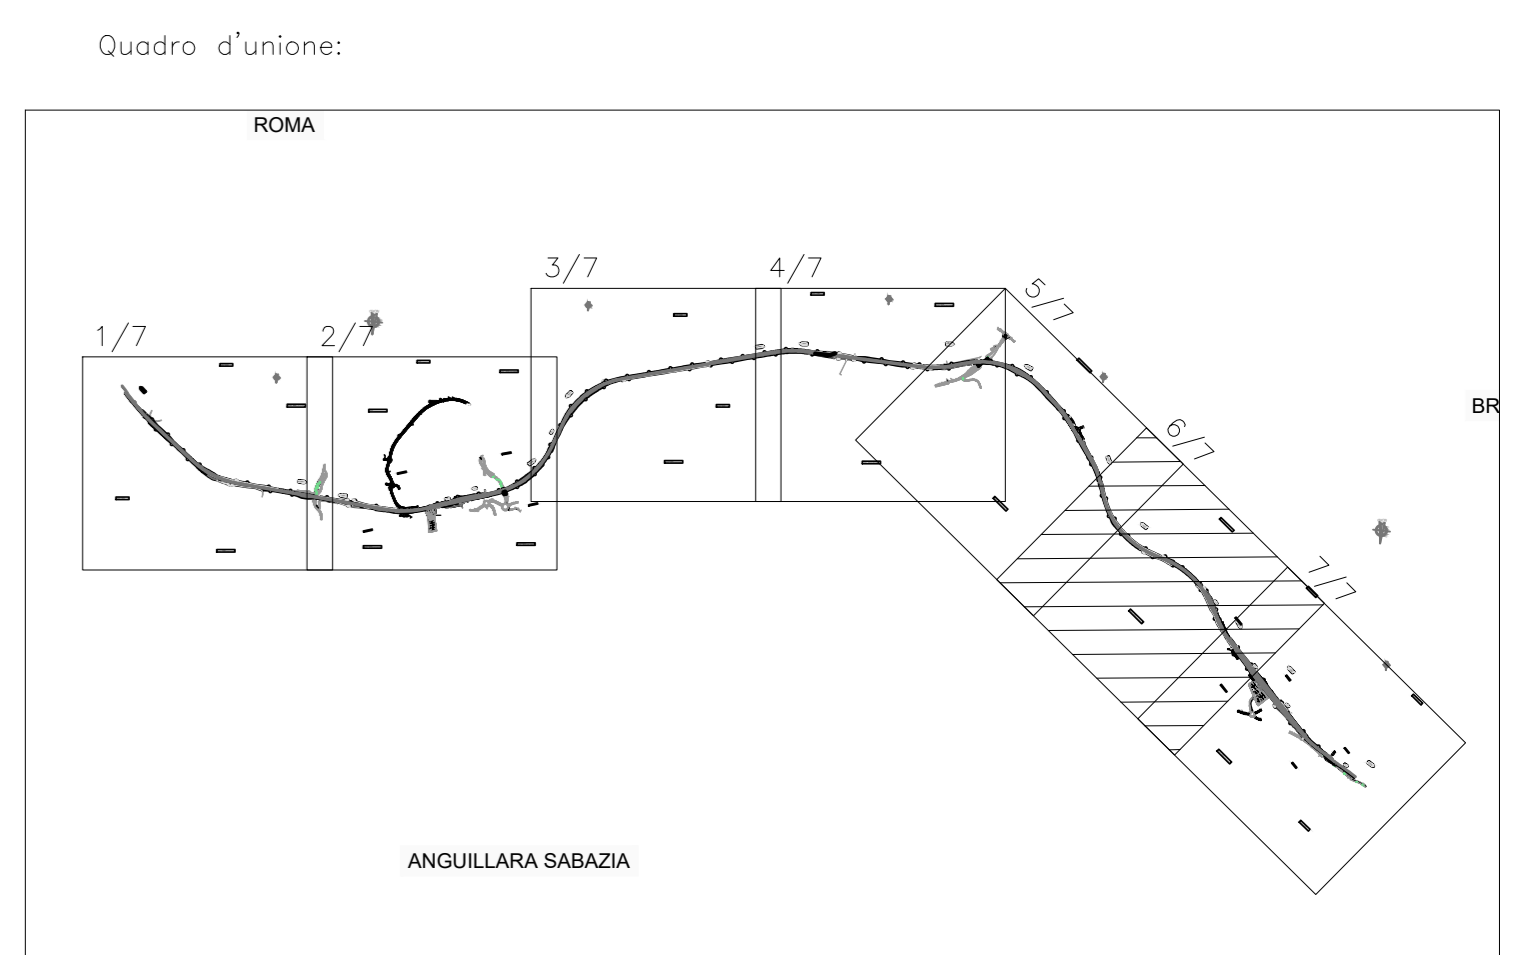 Quadro d'unione:
ROMA
3/7
4/7
5/7
1/7
2/7
BR
6/7
7/7
ANGUILLARA SABAZIA